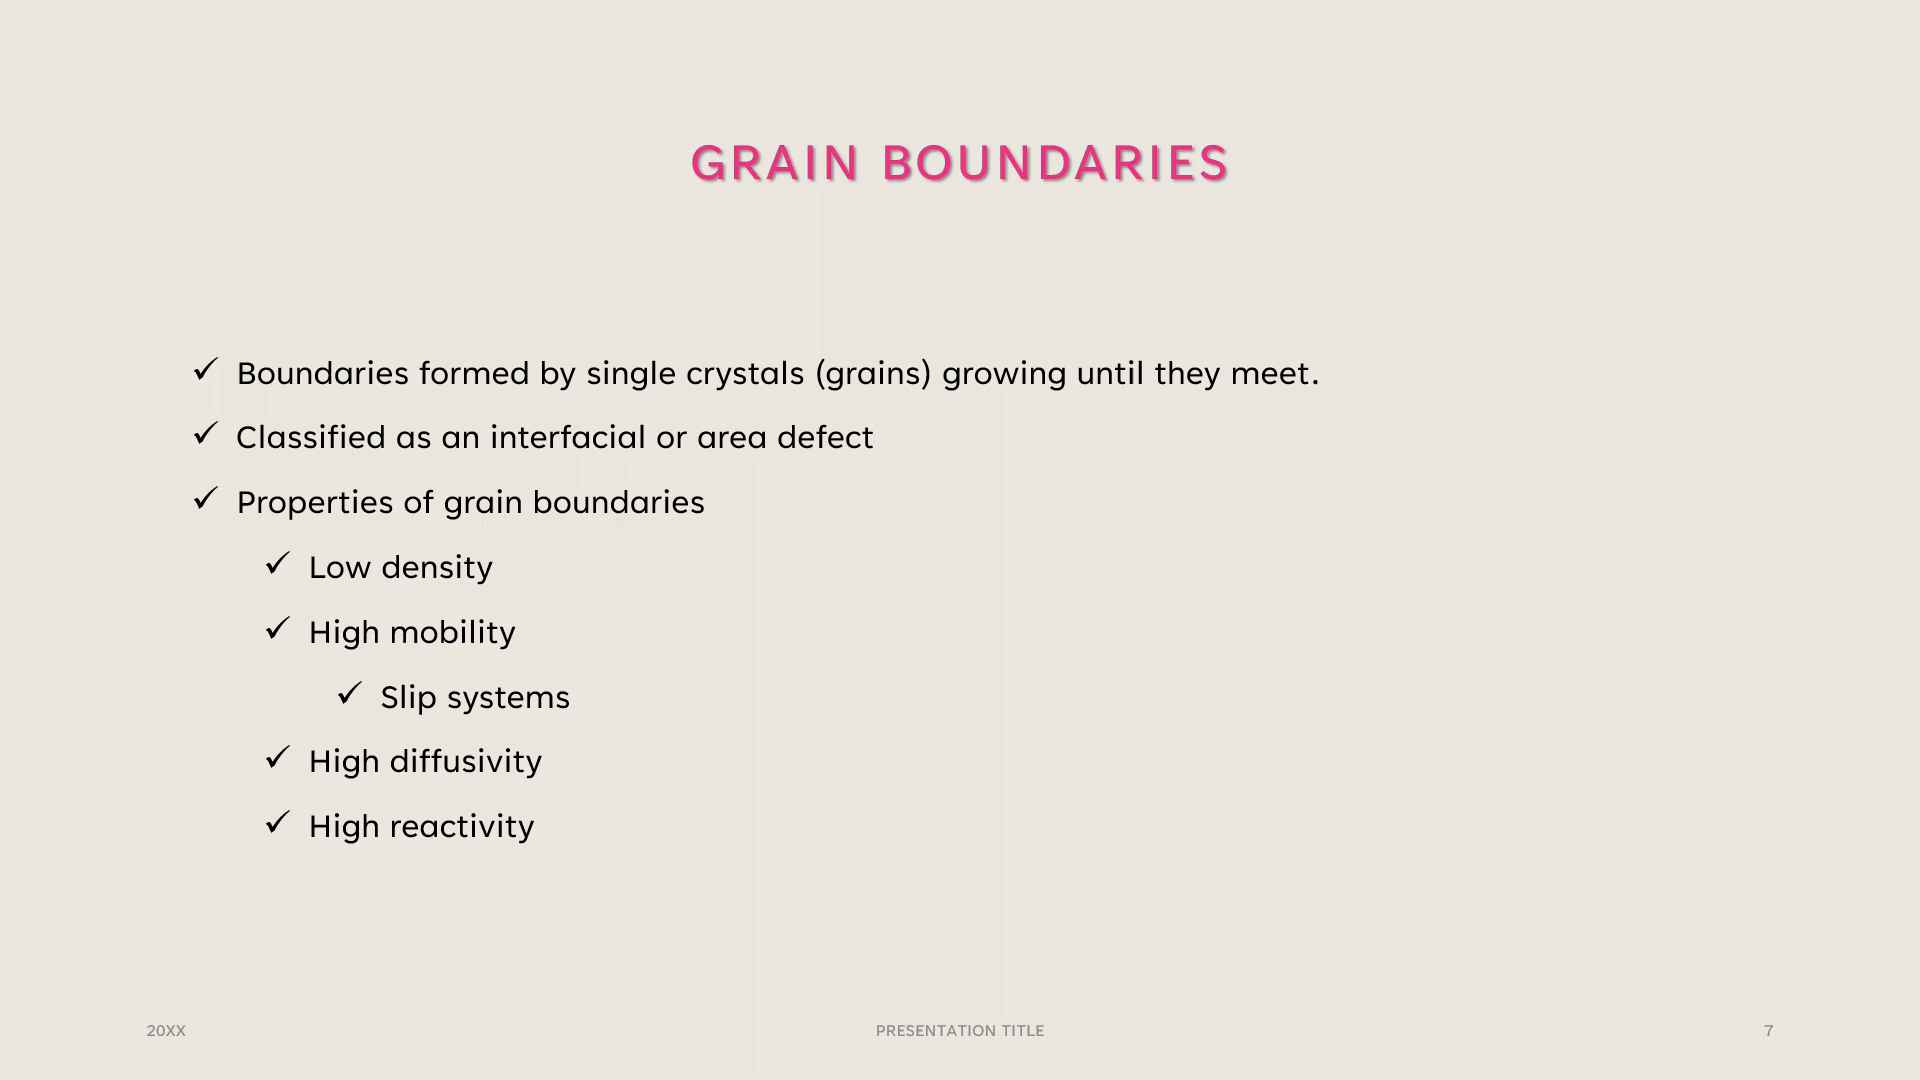 GRAIN BOUNDARIES
✓ Boundaries formed by single crystals (grains) growing until they meet.
✓ Classified as an interfacial or area defect
✓ Properties of grain boundaries
✓ Low density
✓ High mobility
✓ Slip systems
✓ High diffusivity
✓ High reactivity
20XX PRESENTATION TITLE 7